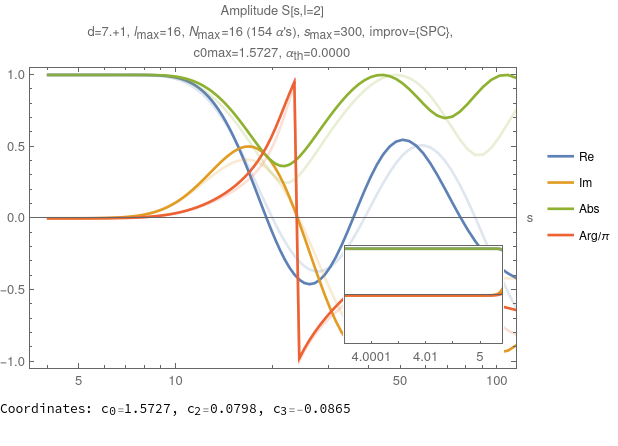 Amplitude S[s,l=2]
d=7.+1, lmax=16, Nmax=16 (154 α's), smax=300, improv={SPC},
c0max=1.5727, αth=0.0000
1.0
0.5
0.0
−0.5
−1.0
s
5
10
50
100
4.0001
4.01
5
Re
Im
Abs
Arg/π
Coordinates: c0=1.5727, c2=0.0798, c3=-0.0865